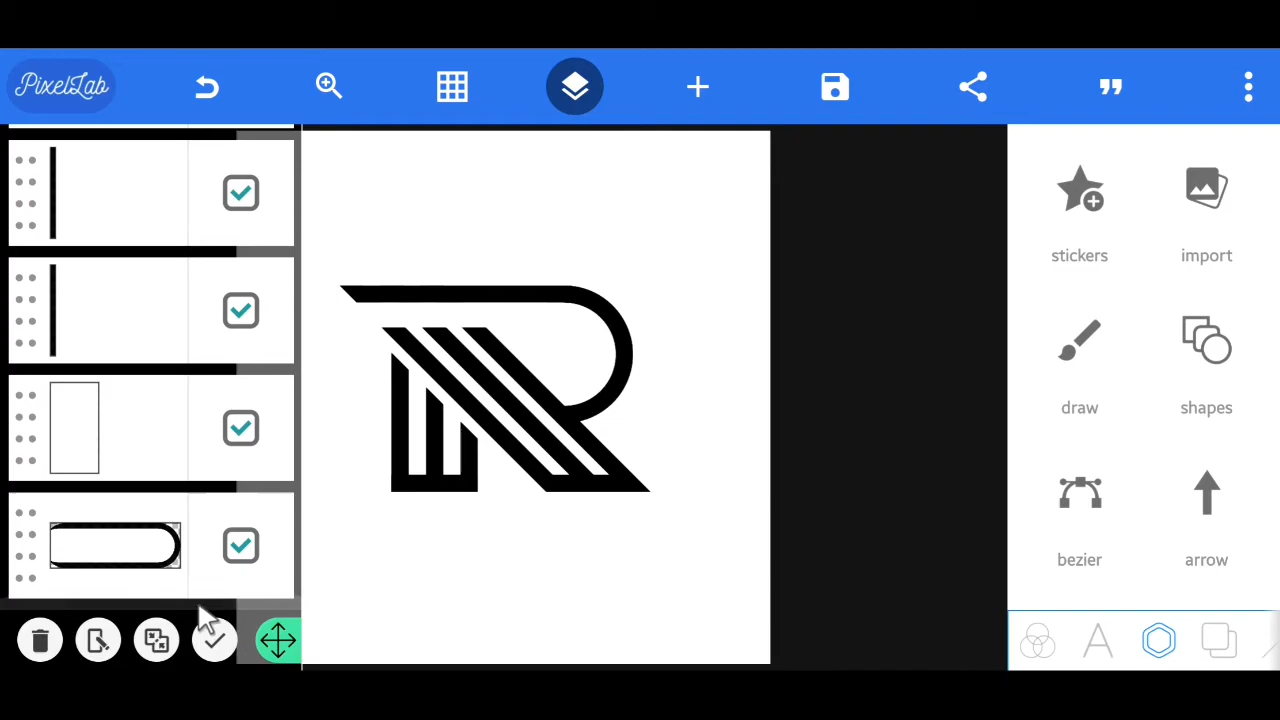 PixelLab
stickers
import
draw
shapes
bezier
arrow